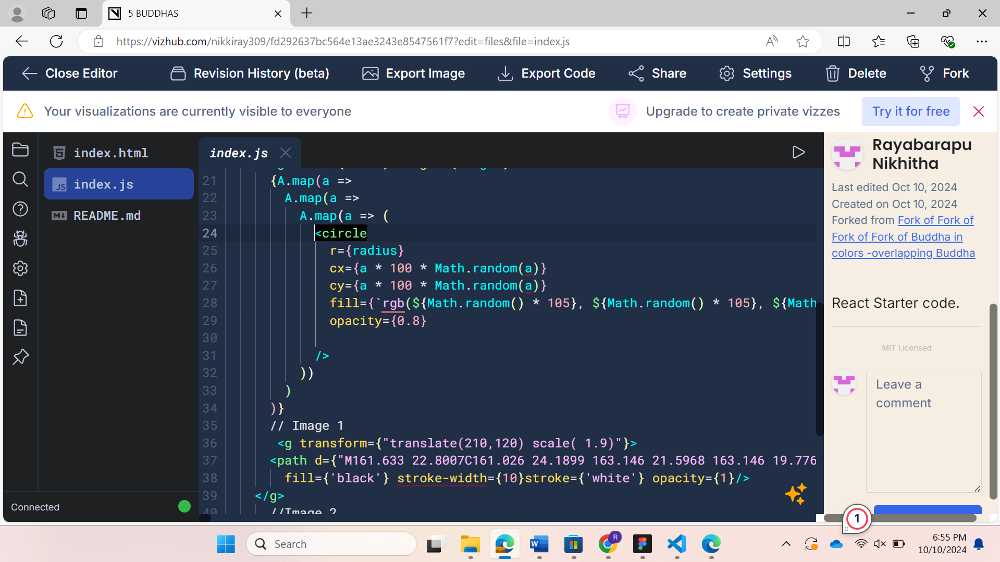 5 BUDDHAS
https://vizhub.com/nikkiray309/fd292637bc564e13ae3243e8547561f7?edit=files&file=index.js
Close Editor
Revision History (beta)
Export Image
Export Code
Share
Settings
Delete
Fork
Your visualizations are currently visible to everyone
Upgrade to create private vizzes
Try it for free
index.html
JS index.js
M README.md
Connected
index.js
21 {A.map(a =>
22 A.map(a =>
23 A.map(a => (
24 <circle
25 r={radius}
26 cx={a * 100 * Math.random(a)}
27 cy={a * 100 * Math.random(a)}
28 fill={`rgb(${Math.random() * 105}, ${Math.random() * 105}, ${Math
29 opacity={0.8}
30
31 />
32 ))
33 )
34 )}
35 // Image 1
36 <g transform={"translate(210,120) scale( 1.9)"}>
37 <path d={"M161.633 22.8007C161.026 24.1899 163.146 21.5968 163.146 19.776
38 fill={'black'} stroke-width={10}stroke={'white'} opacity={1}/>
39 </g>
40 //Image 2
Rayabarapu
Nikhitha
Last edited Oct 10, 2024
Created on Oct 10, 2024
Forked from Fork of Fork of
Fork of Fork of Buddha in
colors -overlapping Buddha
React Starter code.
MIT Licensed
Leave a
comment
1
Search
W
R
6:55 PM
10/10/2024